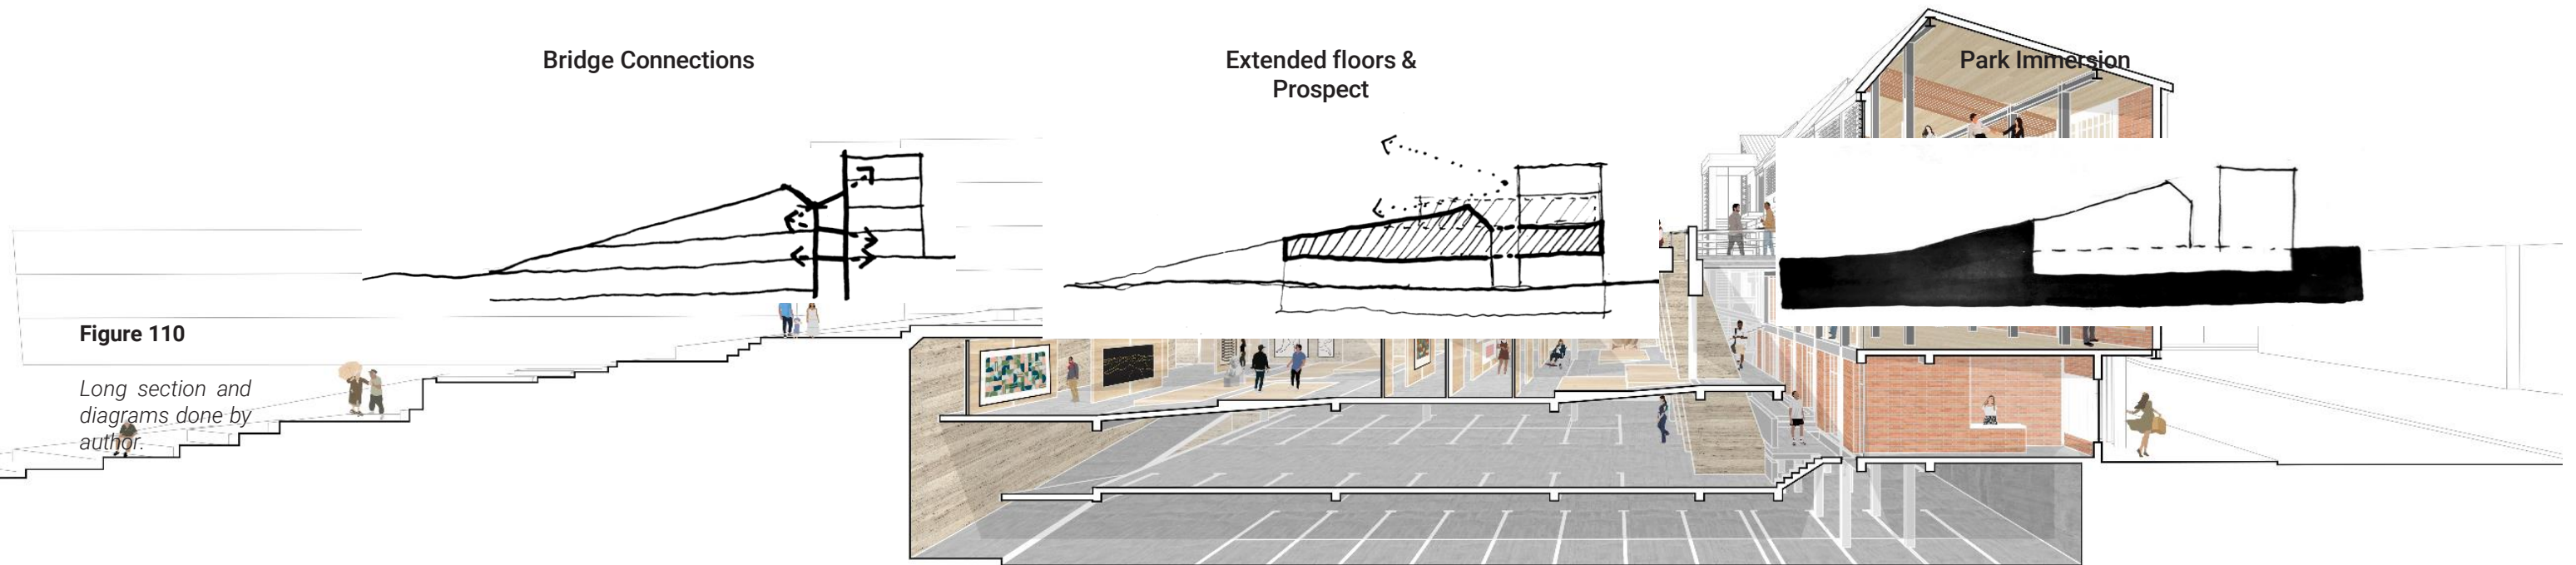 Bridge Connections
Extended floors &
Prospect
Park Immersion
Figure 110
Long section and
diagrams done by
author.